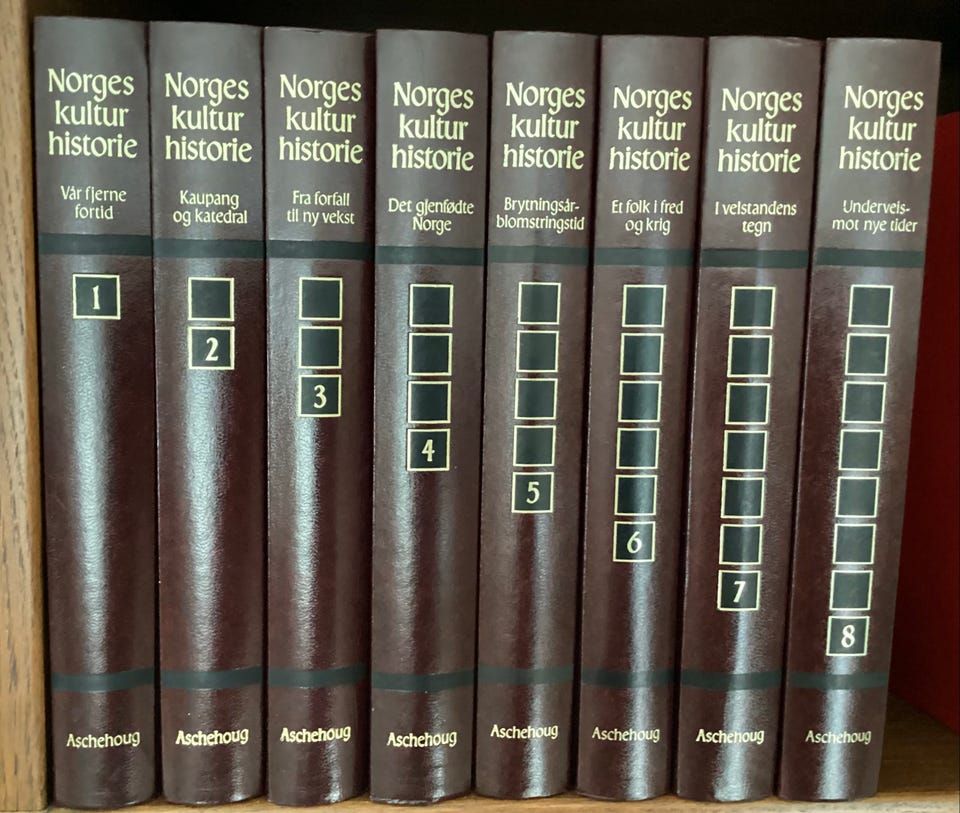 Norges
kultur
historie
Vår fjerne
fortid
1
Aschehoug
Norges
kultur
historie
Kaupang
og katedral
2
Aschehoug
Norges
kultur
historie
Fra forfall
til ny vekst
3
Aschehoug
Norges
kultur
historie
Det gjenfødte
Norge
4
Aschehoug
Norges
kultur
historie
Brytningsår-
blomstringstid
5
Aschehoug
Norges
kultur
historie
Et folk i fred
og krig
6
Aschehoug
Norges
kultur
historie
I velstandens
tegn
7
Aschehoug
Norges
kultur
historie
Underveis-
mot nye tider
8
Aschehoug